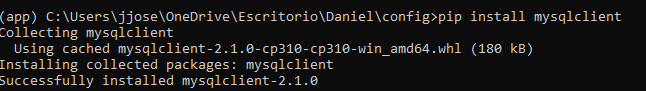 (app) C:\Users\jjose\OneDrive\Escritorio\Daniel\config>pip install mysqlclient
Collecting mysqlclient
  Using cached mysqlclient-2.1.0-cp310-cp310-win_amd64.whl (180 kB)
Installing collected packages: mysqlclient
Successfully installed mysqlclient-2.1.0